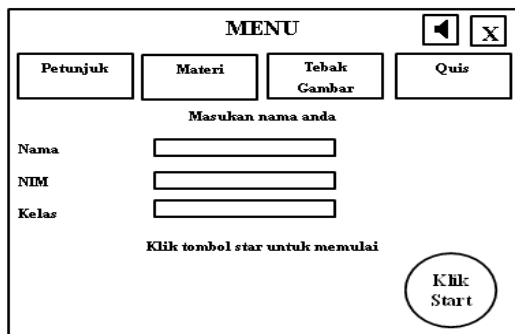 MENU
X
Petunjuk
Materi
Tebak
Gambar
Quis
Masukan nama anda
Nama
NIM
Kelas
Klik tombol star untuk memulai
Klik
Start